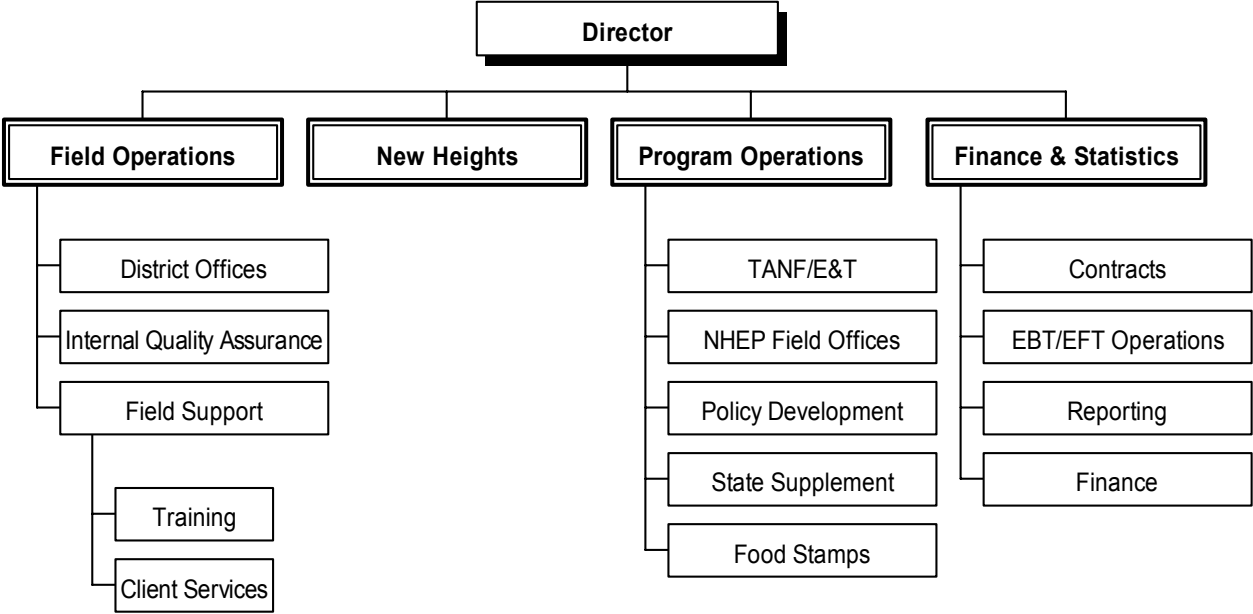 Director
Field Operations
New Heights
Program Operations
Finance & Statistics
District Offices
Internal Quality Assurance
Field Support
Training
Client Services
TANF/E&T
NHEP Field Offices
Policy Development
State Supplement
Food Stamps
Contracts
EBT/EFT Operations
Reporting
Finance